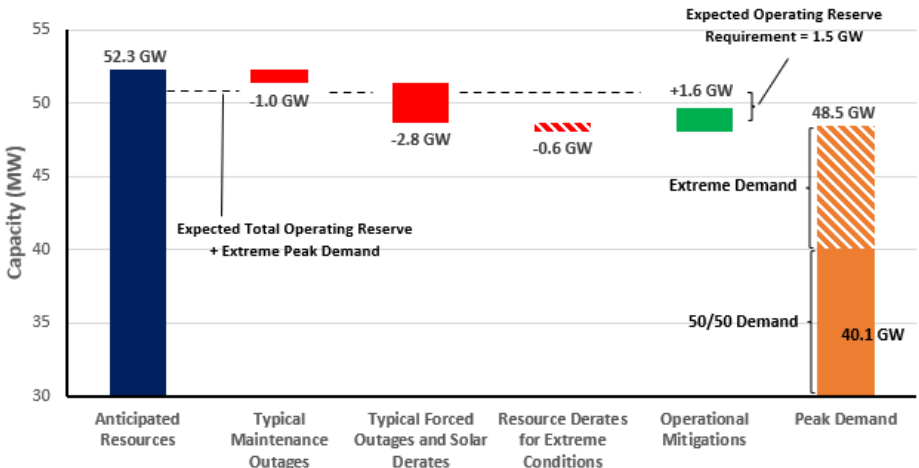 Expected Operating Reserve
Requirement = 1.5 GW
55
52.3 GW
50
-1.0 GW
-2.8 GW
-0.6 GW
+1.6 GW
48.5 GW
45
Extreme Demand
Expected Total Operating Reserve
+ Extreme Peak Demand
40
35
50/50 Demand
40.1 GW
30
Capacity (MW)
Anticipated
Resources
Typical
Maintenance
Outages
Typical Forced
Outages and Solar
Derates
Resource Derates
for Extreme
Conditions
Operational
Mitigations
Peak Demand